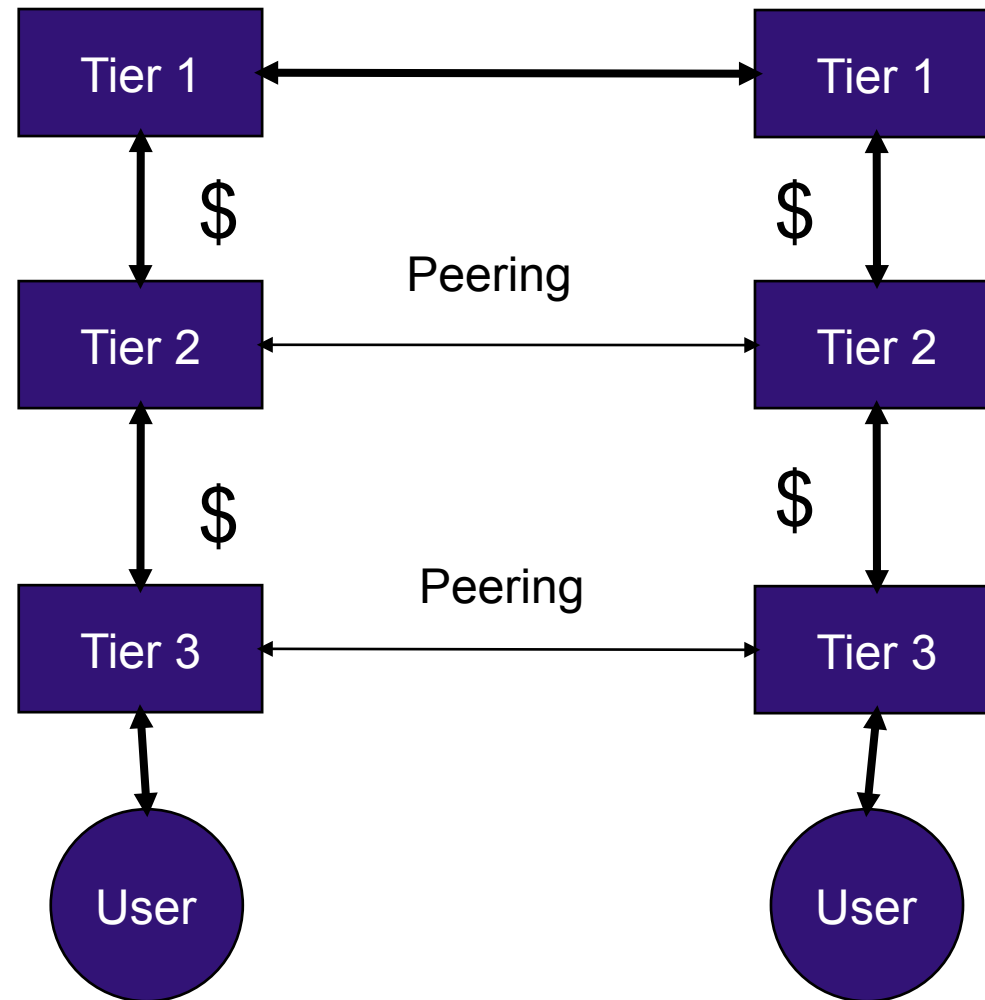 Tier 1
Tier 1
$
$
Peering
Tier 2
Tier 2
$
$
Peering
Tier 3
Tier 3
User
User